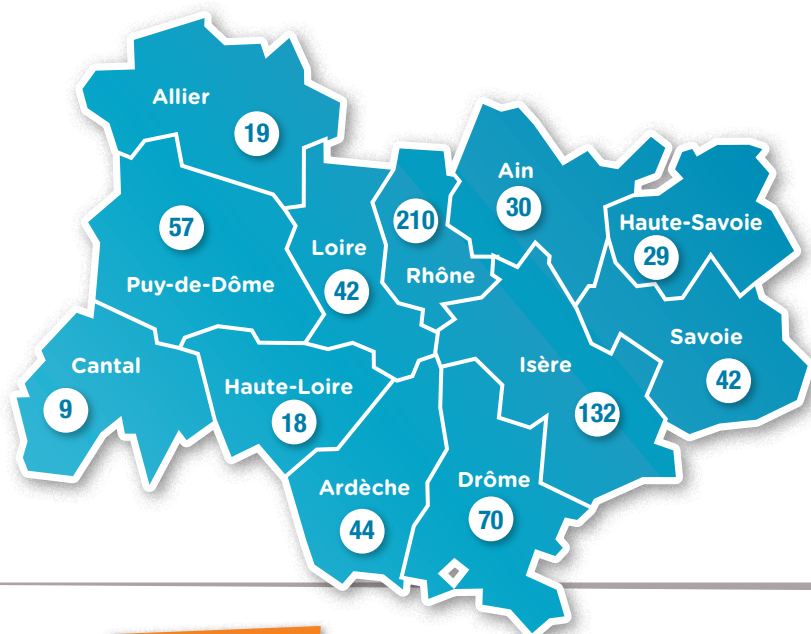 Allier
19
Ain
30
57
210
Haute-Savoie
29
Loire
42
Rhône
Puy-de-Dôme
Savoie
42
Cantal
9
Isère
132
Haute-Loire
18
Ardèche
44
Drôme
70